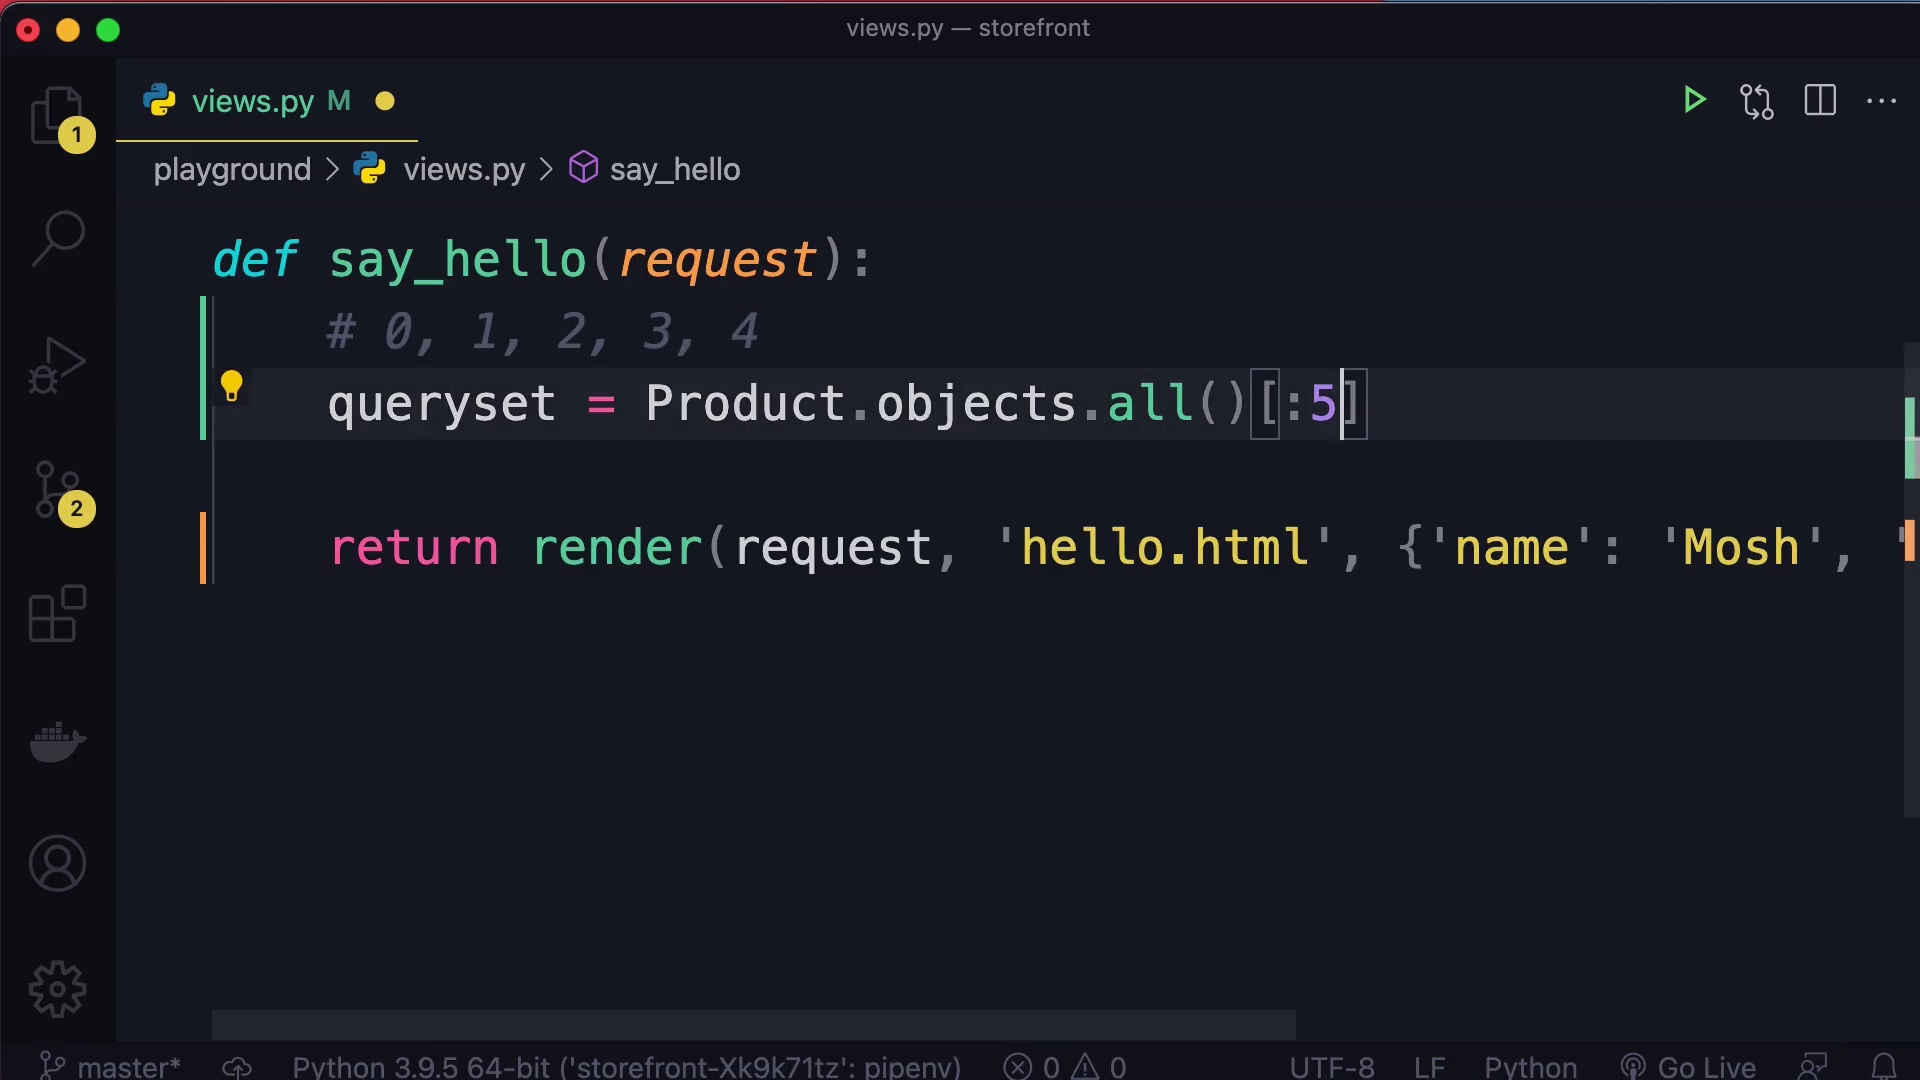 views.py — storefront
views.py M
playground > views.py > say_hello
def say_hello(request):
# 0, 1, 2, 3, 4
queryset = Product.objects.all()[:5]
return render(request, 'hello.html', {'name': 'Mosh', '
1
2
master* Python 3.9.5 64-bit ('storefront-Xk9k71tz': pipenv) 0 0 UTF-8 LF Python Go Live